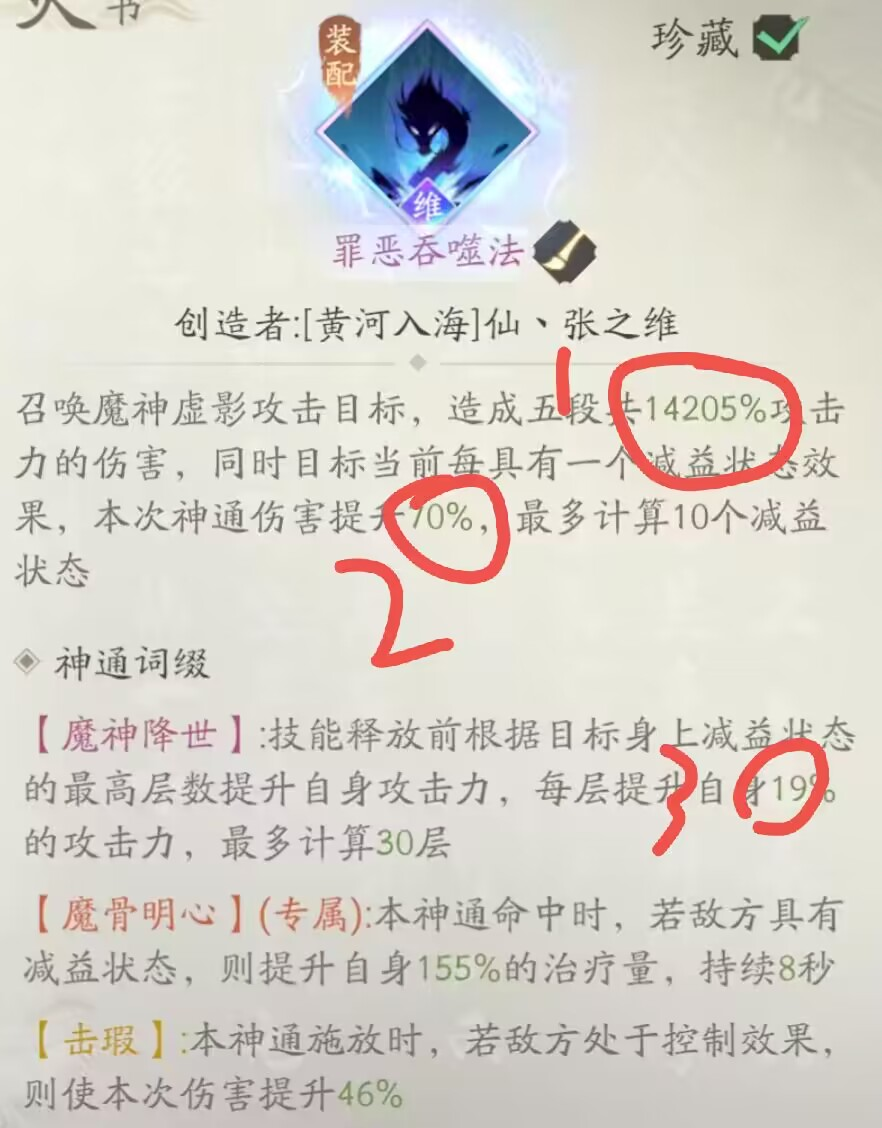 书
装配
珍藏
维
罪恶吞噬法
创造者:[黄河入海]仙丶张之维
召唤魔神虚影攻击目标，造成五段共14205%攻击
力的伤害，同时目标当前每具有一个减益状态效
果，本次神通伤害提升70%，最多计算10个减益
状态
1
2
神通词缀
【魔神降世】:技能释放前根据目标身上减益状态
的最高层数提升自身攻击力，每层提升自身19%
的攻击力，最多计算30层
3
【魔骨明心】(专属):本神通命中时，若敌方具有
减益状态，则提升自身155%的治疗量，持续8秒
【击瑕】:本神通施放时，若敌方处于控制效果，
则使本次伤害提升46%